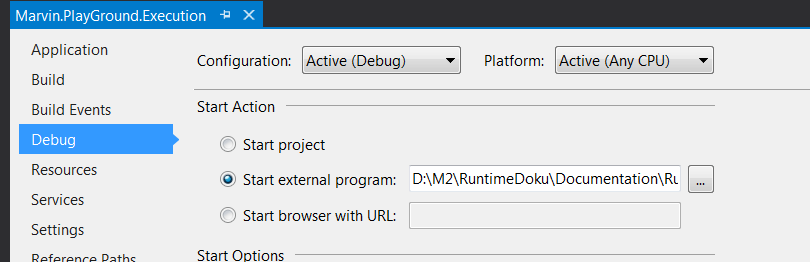 Marvin.PlayGround.Execution
Application
Build
Build Events
Debug
Resources
Services
Settings
Reference Paths
Configuration: Active (Debug) Platform: Active (Any CPU)
Start Action
Start project
Start external program: D:\M2\RuntimeDoku\Documentation\Ru ...
Start browser with URL:
Start Options